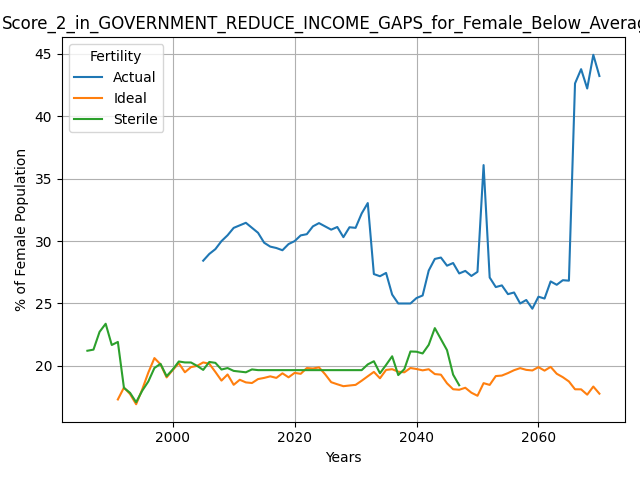 Score_2_in_GOVERNMENT_REDUCE_INCOME_GAPS_for_Female_Below_Averag
Fertility
Actual
Ideal
Sterile
% of Female Population
45
40
35
30
25
20
2000 2020 2040 2060
Years